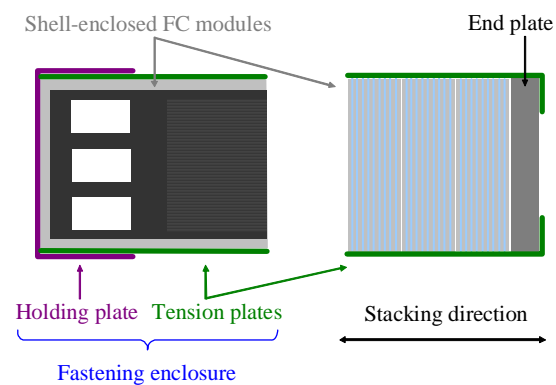 Shell-enclosed FC modules
End plate
Holding plate
Tension plates
Stacking direction
Fastening enclosure